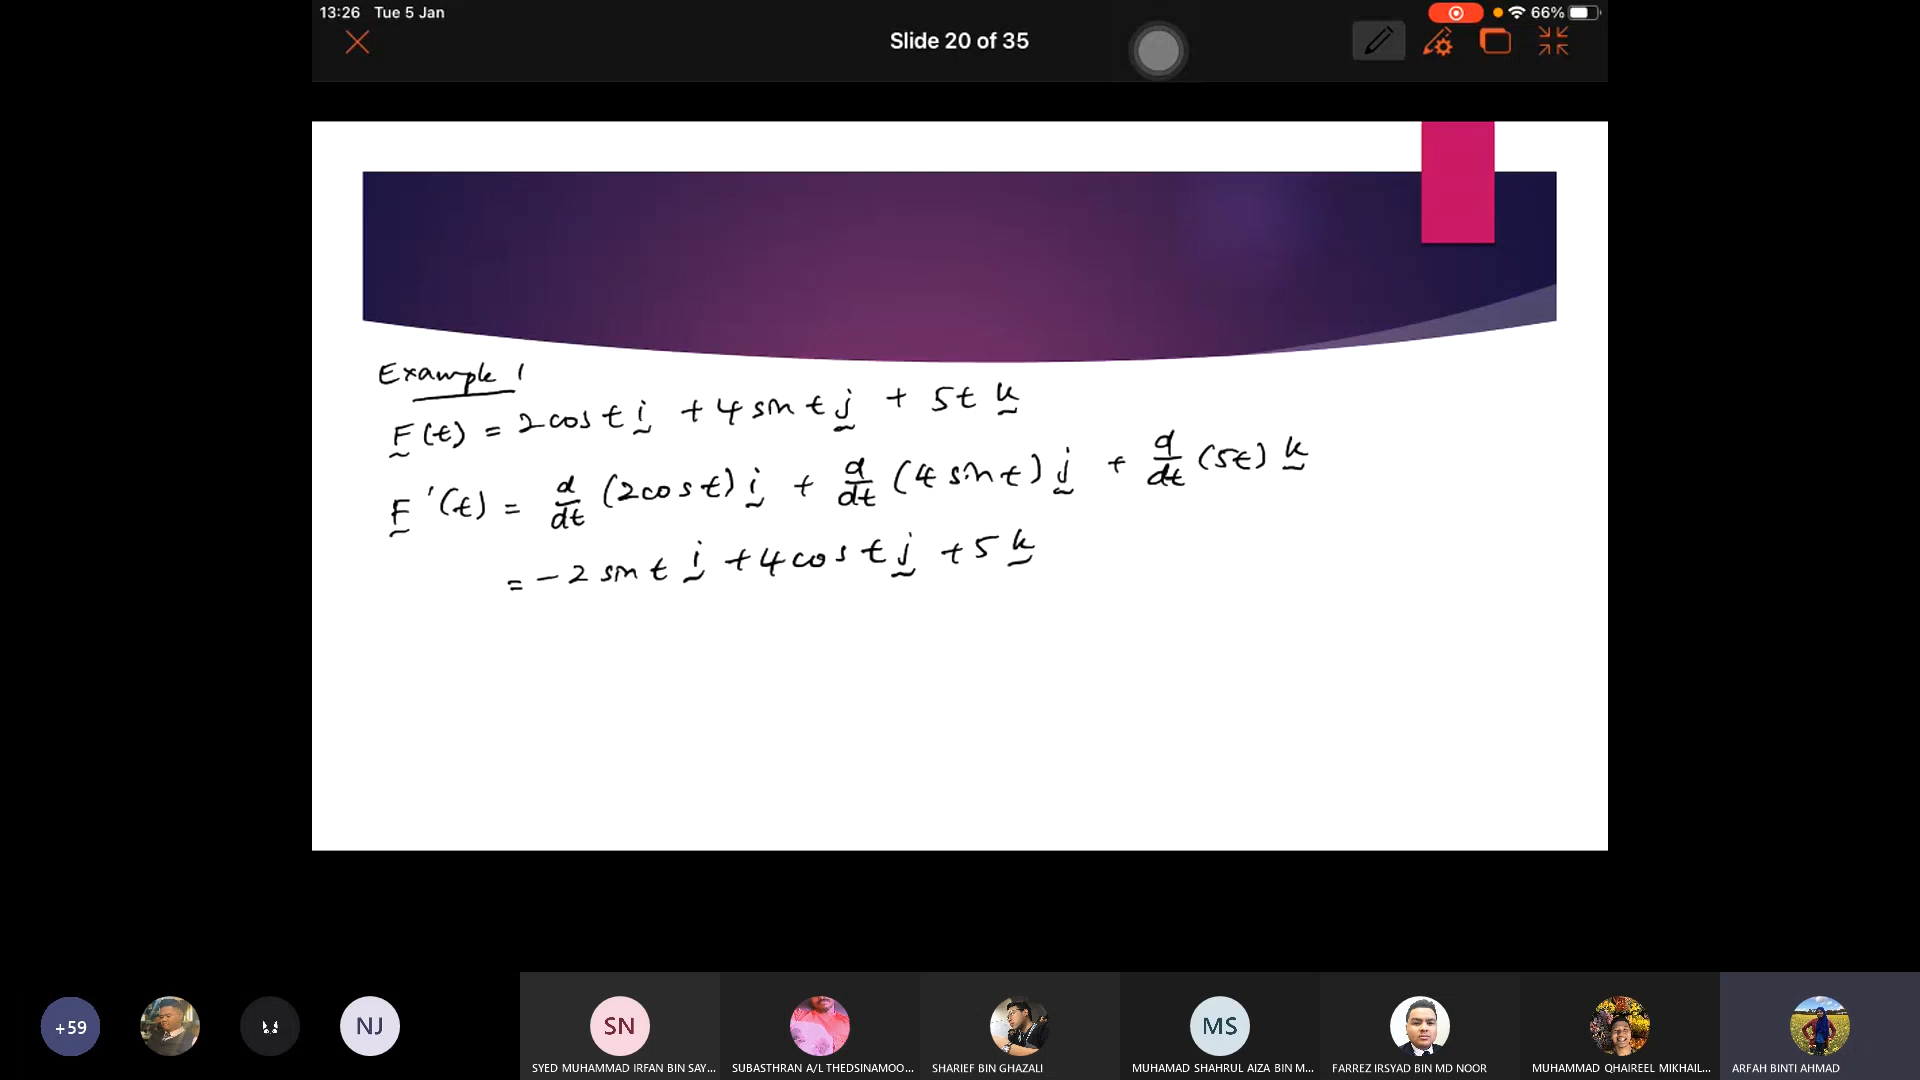 13:26 Tue 5 Jan
66%
Slide 20 of 35
Example 1
F(t) = 2cos t i + 4 sin t j + 5t k
F'(t) = d/dt (2cos t) i + d/dt (4 sin t) j + d/dt (5t) k
= -2 sin t i + 4 cos t j + 5 k
+59
NJ
SN
MS
SYED MUHAMMAD IRFAN BIN SAY...
SUBASTHRAN A/L THEDSINAMOO...
SHARIEF BIN GHAZALI
MUHAMAD SHAHRUL AIZA BIN M...
FARREZ IRSYAD BIN MD NOOR
MUHAMMAD QHAIREEL MIKHAIL...
ARFAH BINTI AHMAD